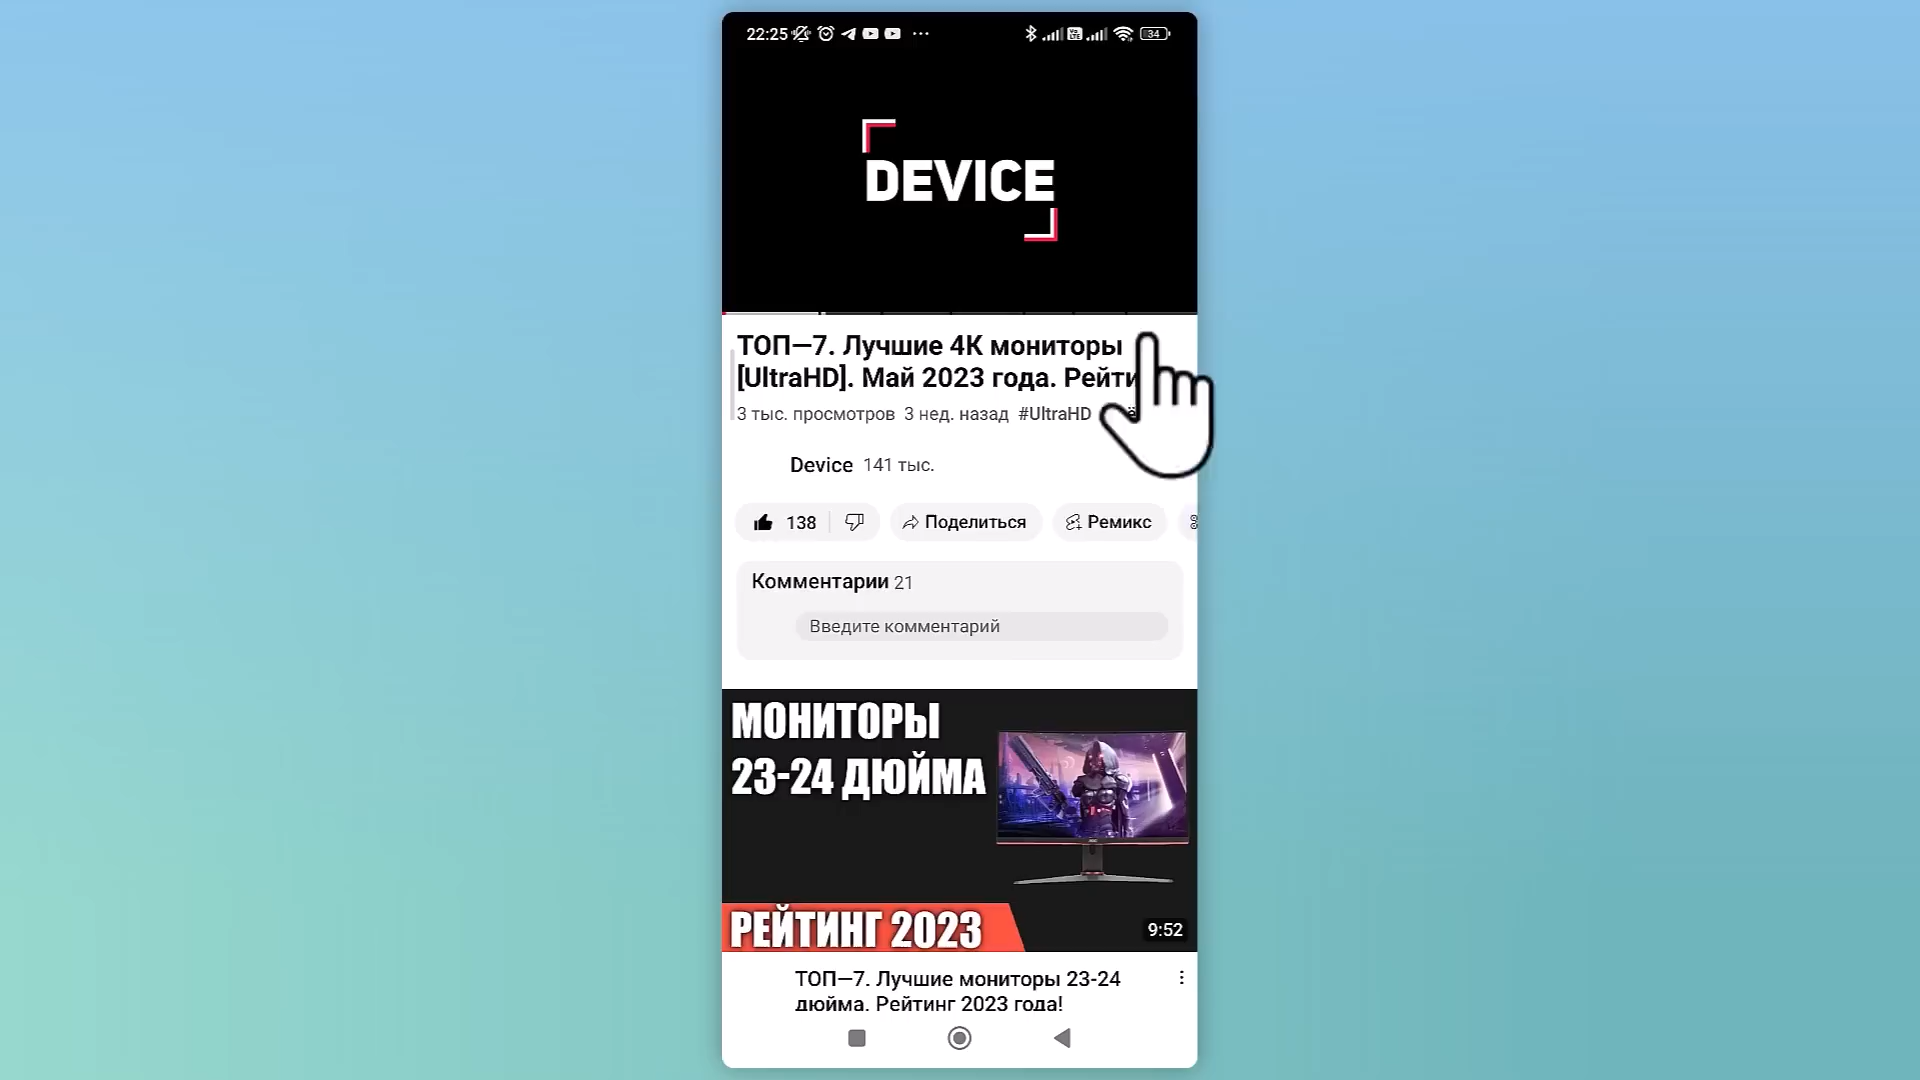 22:25
34
DEVICE
ТОП—7. Лучшие 4К мониторы
[UltraHD]. Май 2023 года. Рейти
3 тыс. просмотров 3 нед. назад #UltraHD
Device 141 тыс.
138 Поделиться Ремикс
Комментарии 21
Введите комментарий
МОНИТОРЫ
23-24 ДЮЙМА
РЕЙТИНГ 2023
9:52
ТОП—7. Лучшие мониторы 23-24
дюйма. Рейтинг 2023 года!